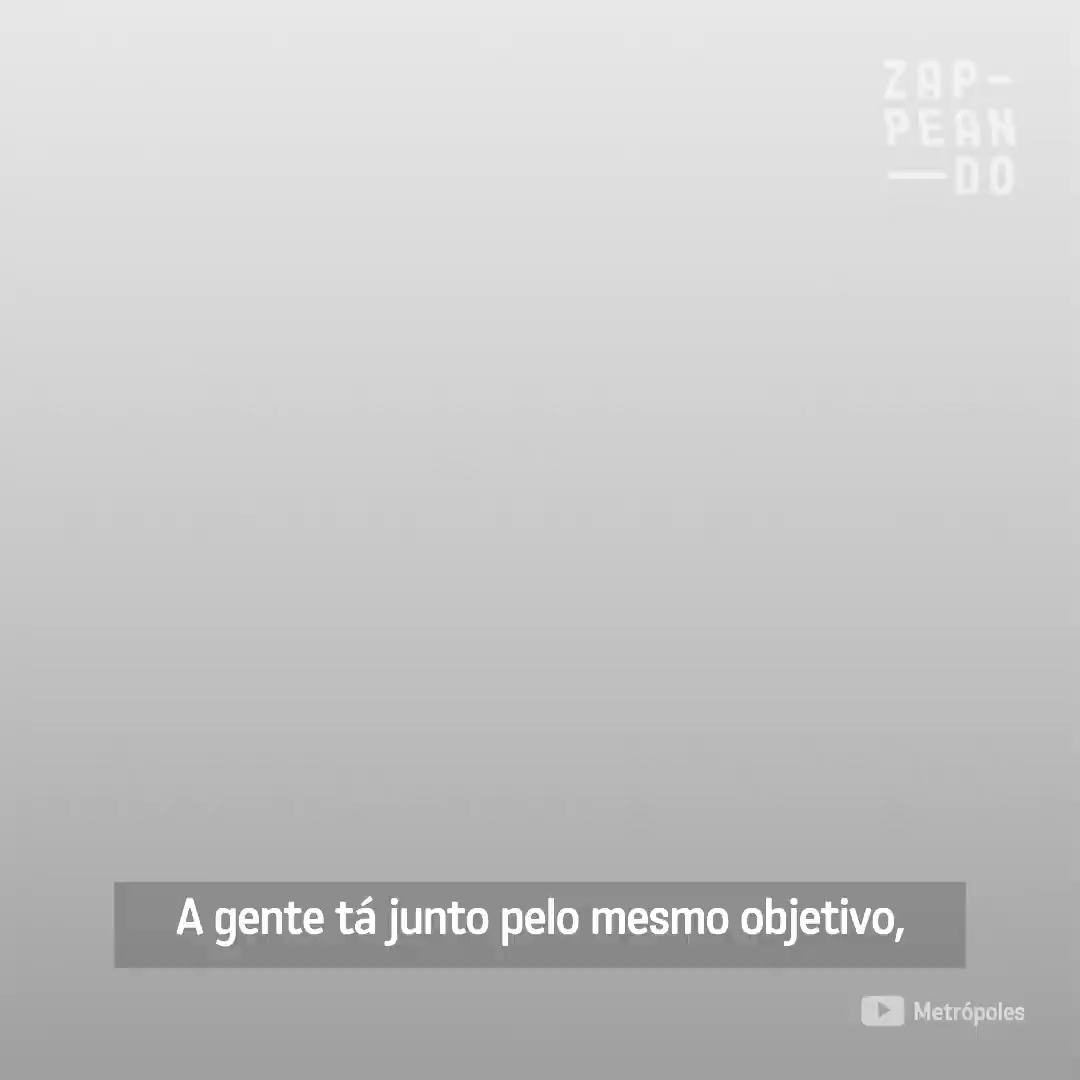 ZAP-
PEAN
—DO
A gente tá junto pelo mesmo objetivo,
Metrópoles